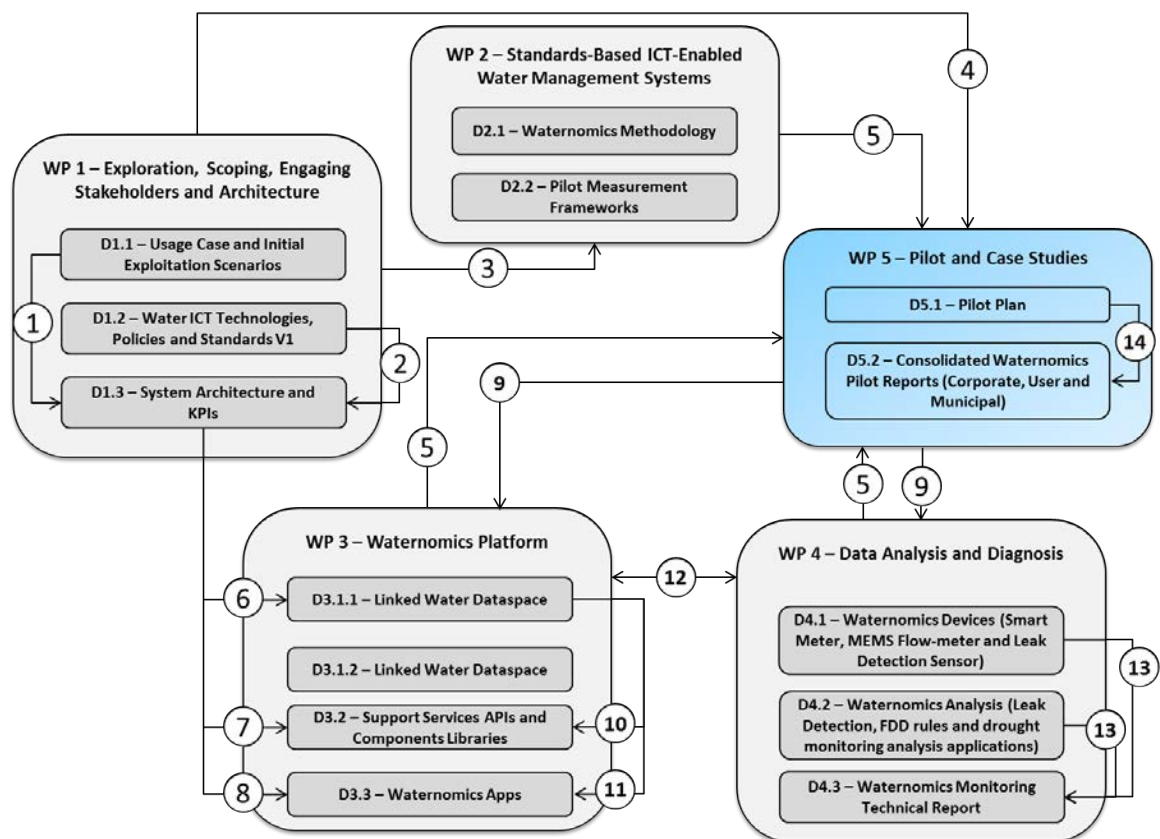 WP 1 – Exploration, Scoping, Engaging
Stakeholders and Architecture
D1.1 – Usage Case and Initial
Exploitation Scenarios
D1.2 – Water ICT Technologies,
Policies and Standards V1
D1.3 – System Architecture and
KPIs
1
2
3
WP 2 – Standards-Based ICT-Enabled
Water Management Systems
D2.1 – Waternomics Methodology
D2.2 – Pilot Measurement
Frameworks
4
5
WP 5 – Pilot and Case Studies
D5.1 – Pilot Plan
D5.2 – Consolidated Waternomics
Pilot Reports (Corporate, User and
Municipal)
14
5
9
5
9
WP 3 – Waternomics Platform
D3.1.1 – Linked Water Dataspace
D3.1.2 – Linked Water Dataspace
D3.2 – Support Services APIs and
Components Libraries
D3.3 – Waternomics Apps
6
7
8
10
11
12
WP 4 – Data Analysis and Diagnosis
D4.1 – Waternomics Devices (Smart
Meter, MEMS Flow-meter and Leak
Detection Sensor)
D4.2 – Waternomics Analysis (Leak
Detection, FDD rules and drought
monitoring analysis applications)
D4.3 – Waternomics Monitoring
Technical Report
13
13